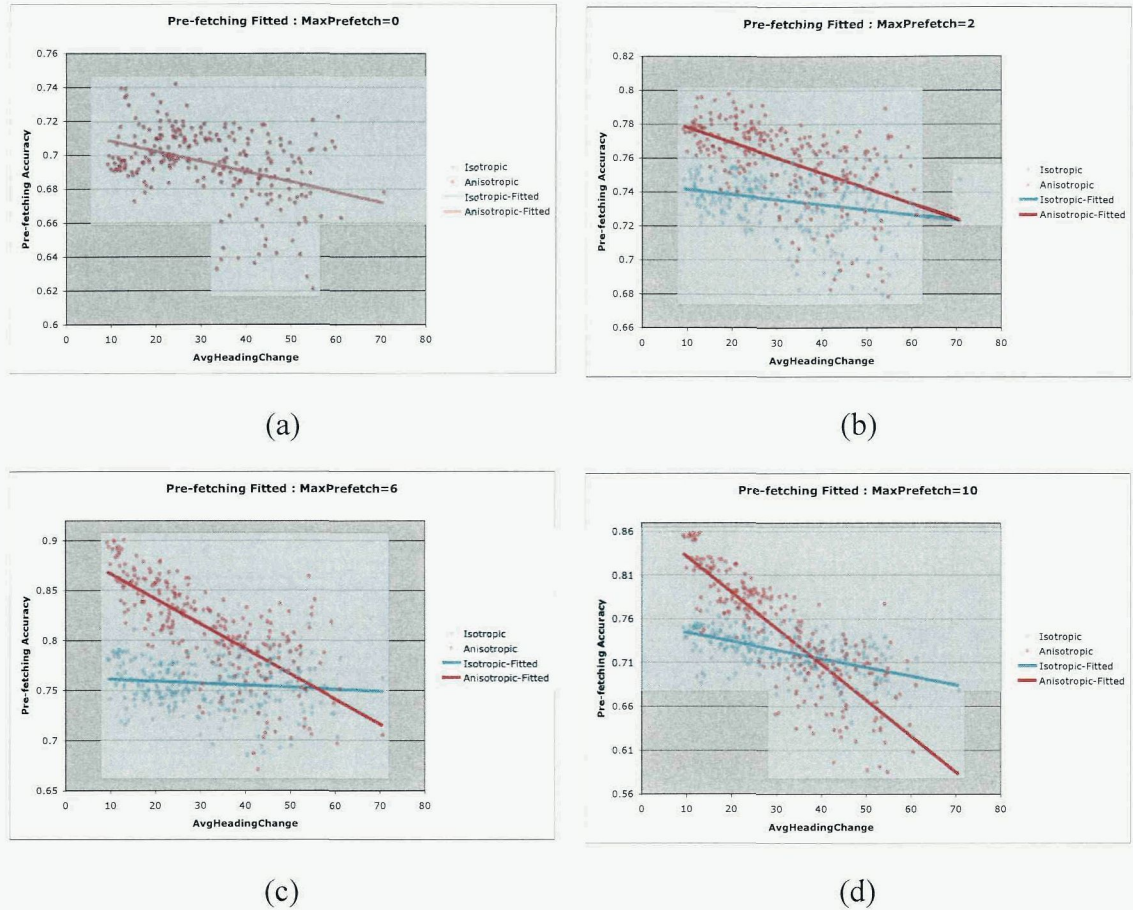 Pre-fetching Fitted : MaxPrefetch=0
0.76
0.74
0.72
0.7
0.68
0.66
0.64
0.62
0.6
Pre-fetching Accuracy
0 10 20 30 40 50 60 70 80
AvgHeadingChange
Isotropic
Anisotropic
Isotropic-Fitted
Anisotropic-Fitted
(a)
Pre-fetching Fitted : MaxPrefetch=2
0.82
0.8
0.78
0.76
0.74
0.72
0.7
0.68
0.66
Pre-fetching Accuracy
0 10 20 30 40 50 60 70 80
AvgHeadingChange
Isotropic
Anisotropic
Isotropic-Fitted
Anisotropic-Fitted
(b)
Pre-fetching Fitted : MaxPrefetch=6
0.9
0.85
0.8
0.75
0.7
0.65
Pre-fetching Accuracy
0 10 20 30 40 50 60 70 80
AvgHeadingChange
Isotropic
Anisotropic
Isotropic-Fitted
Anisotropic-Fitted
(c)
Pre-fetching Fitted : MaxPrefetch=10
0.86
0.81
0.76
0.71
0.66
0.61
0.56
Pre-fetching Accuracy
0 10 20 30 40 50 60 70 80
AvgHeadingChange
Isotropic
Anisotropic
Isotropic-Fitted
Anisotropic-Fitted
(d)